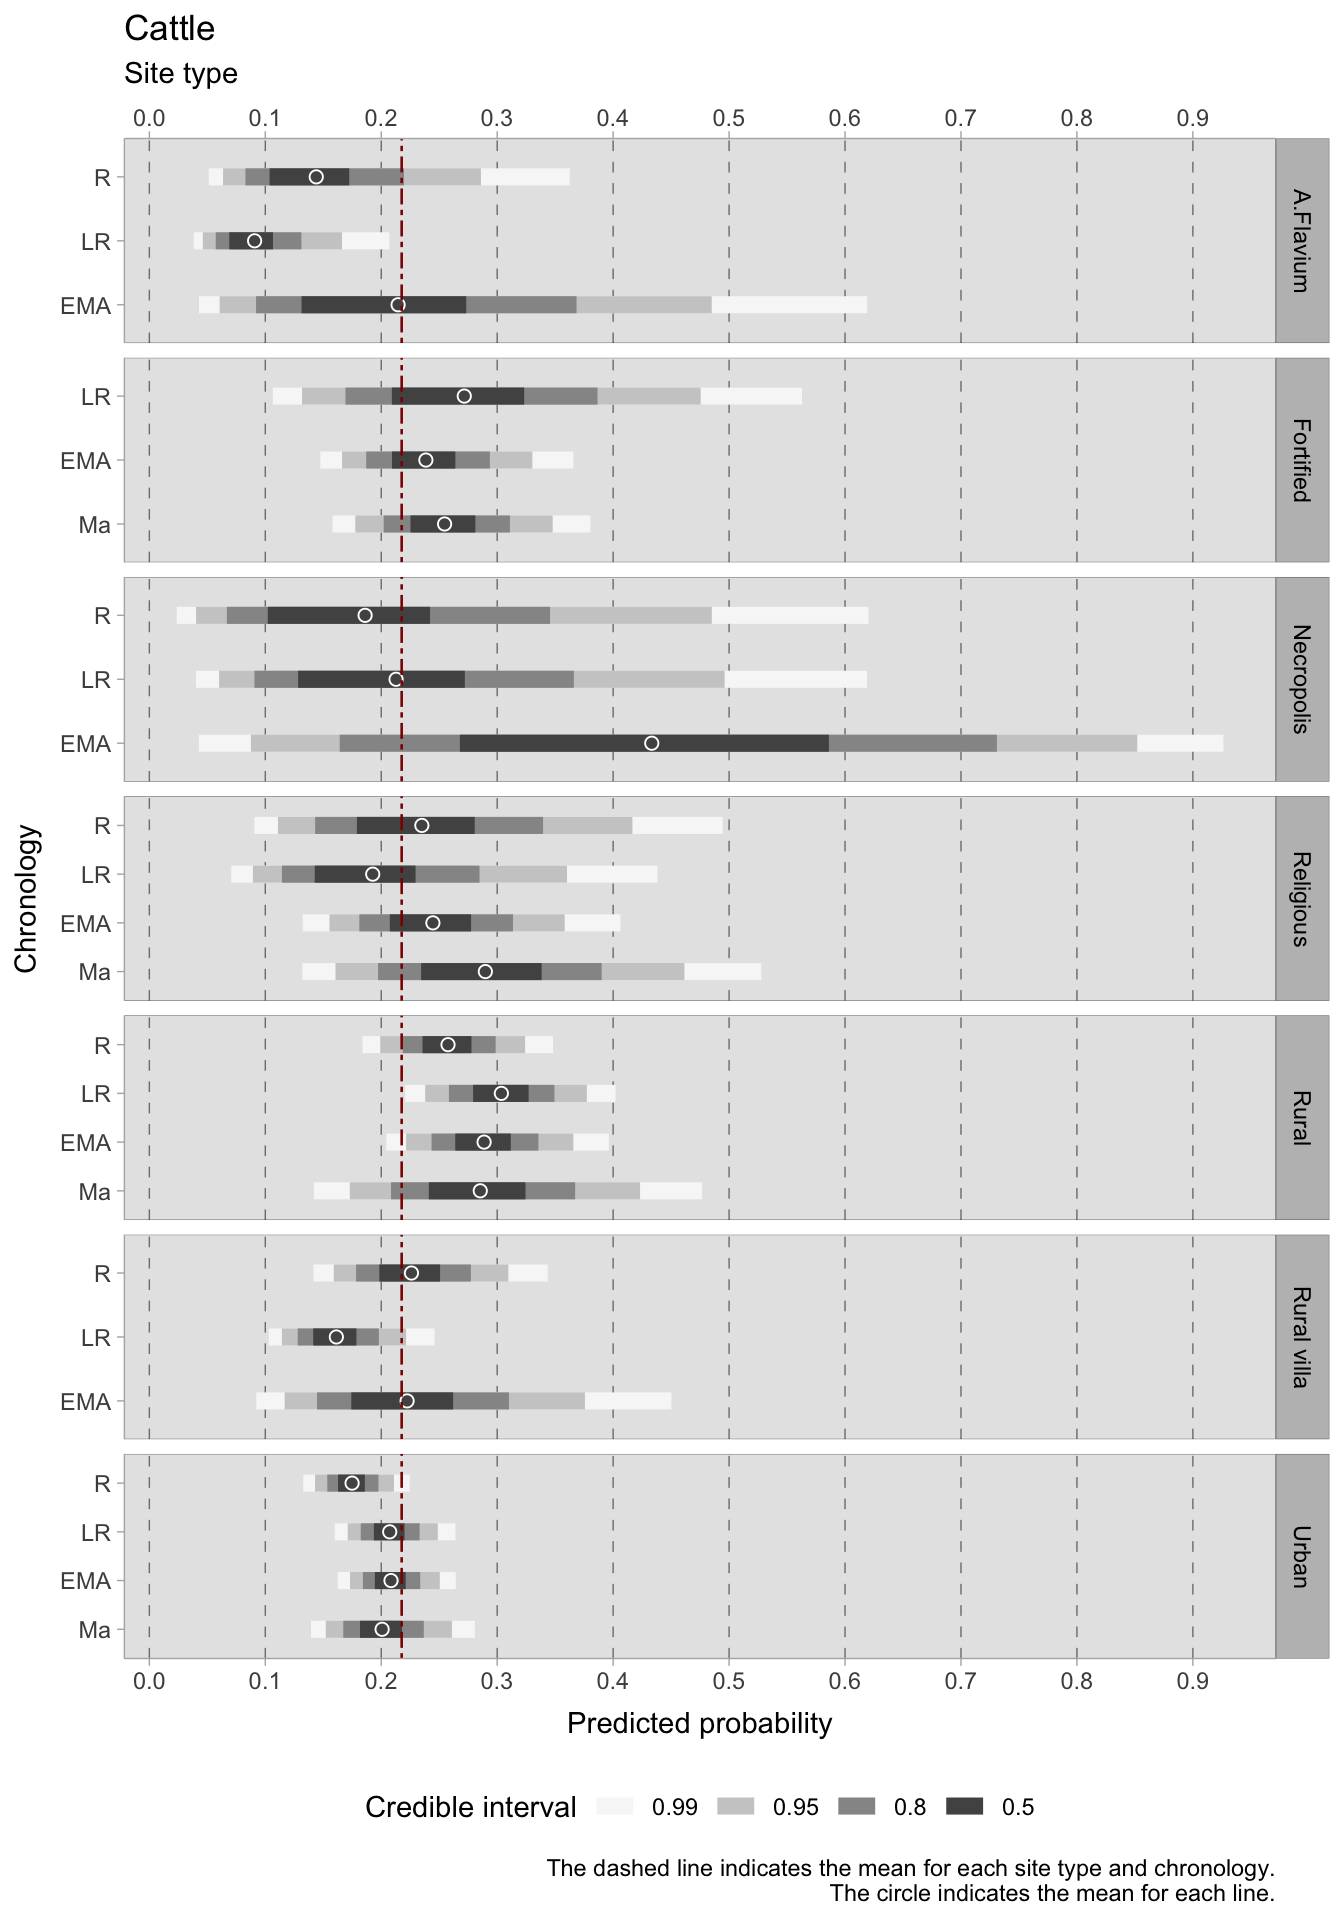 Cattle
Site type
0.0 0.1 0.2 0.3 0.4 0.5 0.6 0.7 0.8 0.9
R
LR
EMA
A.Flavium
LR
EMA
Ma
Fortified
R
LR
EMA
Necropolis
Chronology
R
LR
EMA
Ma
Religious
R
LR
EMA
Ma
Rural
R
LR
EMA
Rural villa
R
LR
EMA
Ma
Urban
0.0 0.1 0.2 0.3 0.4 0.5 0.6 0.7 0.8 0.9
Predicted probability
Credible interval 0.99 0.95 0.8 0.5
The dashed line indicates the mean for each site type and chronology.
The circle indicates the mean for each line.